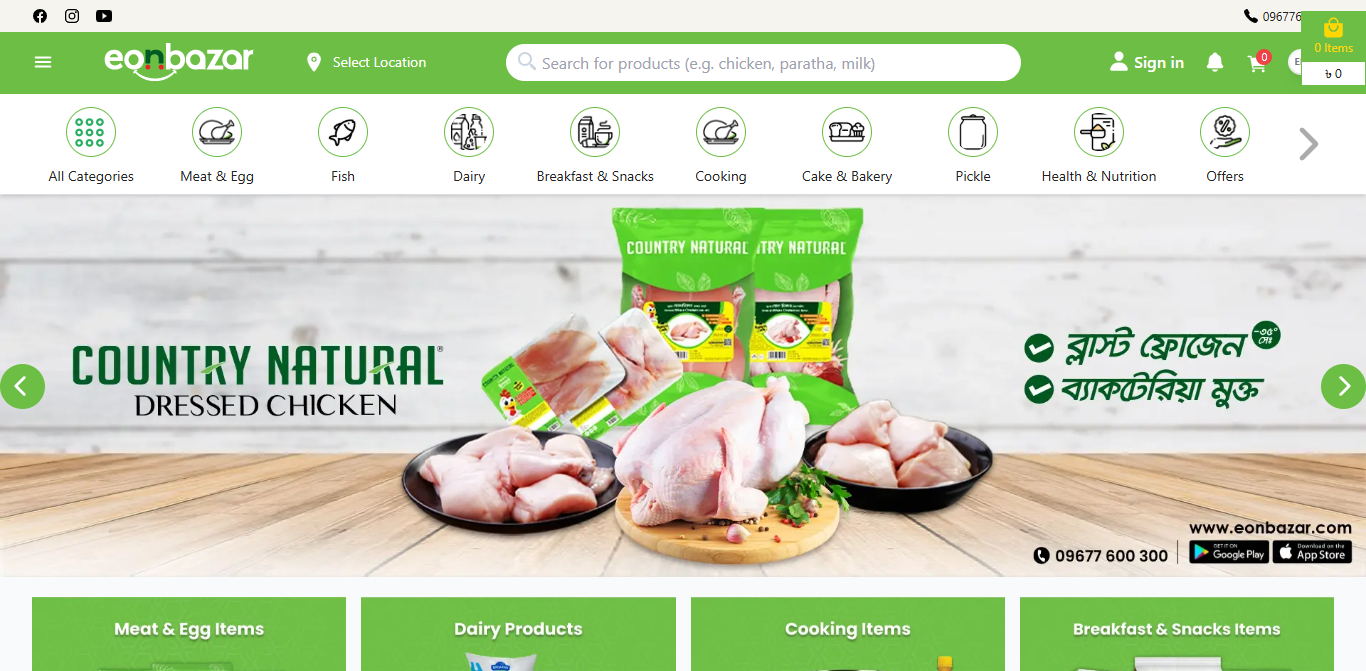 096776
0 Items
৳ 0
eonbazar
Select Location
Search for products (e.g. chicken, paratha, milk)
Sign in
0
All Categories
Meat & Egg
Fish
Dairy
Breakfast & Snacks
Cooking
Cake & Bakery
Pickle
Health & Nutrition
Offers
COUNTRY NATURAL
COUNTRY NATURAL®
DRESSED CHICKEN
ব্লাস্ট ফ্রোজেন
-৩৫°
সেঃ
ব্যাকটেরিয়া মুক্ত
www.eonbazar.com
09677 600 300
GET IT ON
Google Play
Download on the
App Store
Meat & Egg Items
Dairy Products
Cooking Items
Breakfast & Snacks Items